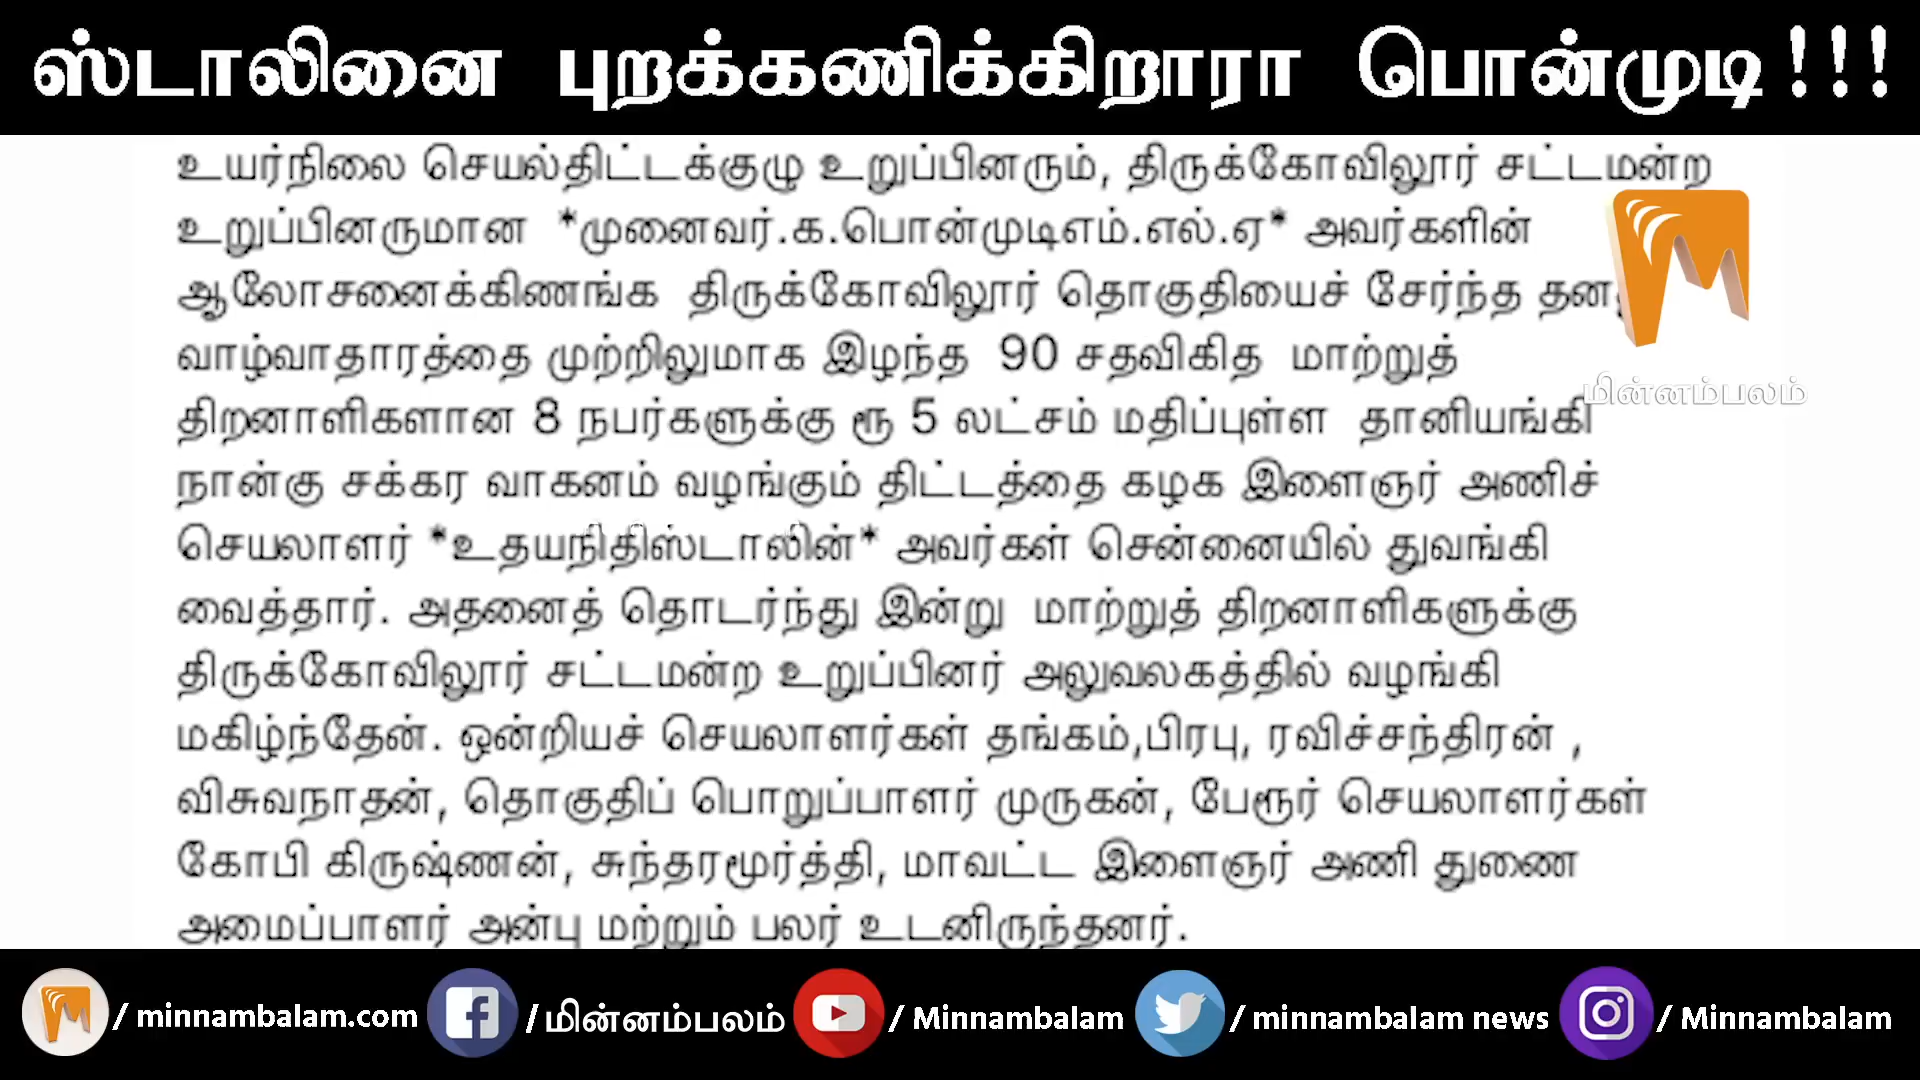 ஸ்டாலினை புறக்கணிக்கிறாரா பொன்முடி!!!
உயர்நிலை செயல்திட்டக்குழு உறுப்பினரும், திருக்கோவிலூர் சட்டமன்ற
உறுப்பினருமான *முனைவர்.க.பொன்முடிஎம்.எல்.ஏ* அவர்களின்
ஆலோசனைக்கிணங்க திருக்கோவிலூர் தொகுதியைச் சேர்ந்த
வாழ்வாதாரத்தை முற்றிலுமாக இழந்த 90 சதவிகித மாற்றுத்
திறனாளிகளான 8 நபர்களுக்கு ரூ 5 லட்சம் மதிப்புள்ள தானியங்கி
நான்கு சக்கர வாகனம் வழங்கும் திட்டத்தை கழக இளைஞர் அணிச்
செயலாளர் *உதயநிதிஸ்டாலின்* அவர்கள் சென்னையில் துவங்கி
வைத்தார். அதனைத் தொடர்ந்து இன்று மாற்றுத் திறனாளிகளுக்கு
திருக்கோவிலூர் சட்டமன்ற உறுப்பினர் அலுவலகத்தில் வழங்கி
மகிழ்ந்தேன். ஒன்றியச் செயலாளர்கள் தங்கம்,பிரபு, ரவிச்சந்திரன் ,
விசுவநாதன், தொகுதிப் பொறுப்பாளர் முருகன், பேரூர் செயலாளர்கள்
கோபி கிருஷ்ணன், சுந்தரமூர்த்தி, மாவட்ட இளைஞர் அணி துணை
அமைப்பாளர் அன்பு மற்றும் பலர் உடனிருந்தனர்.
மின்னம்பலம்
/ minnambalam.com / மின்னம்பலம் / Minnambalam / minnambalam news / Minnambalam